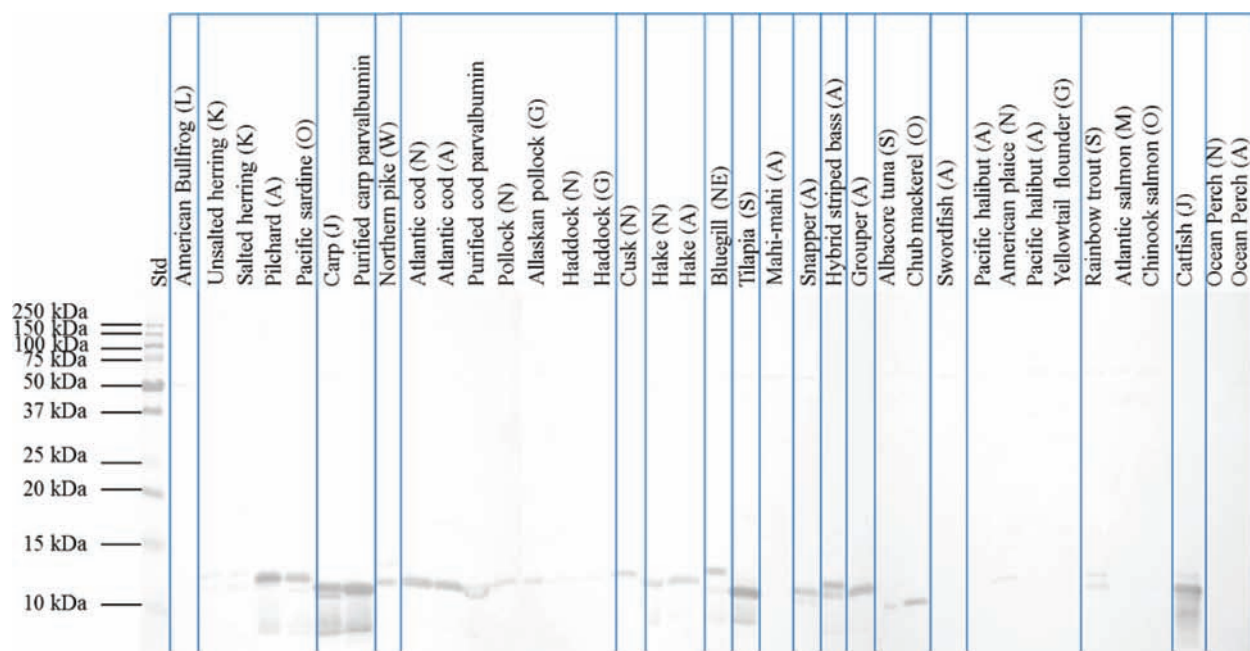 Std
American Bullfrog (L)
Unsalted herring (K)
Salted herring (K)
Pilchard (A)
Pacific sardine (O)
Carp (J)
Purified carp parvalbumin
Northern pike (W)
Atlantic cod (N)
Atlantic cod (A)
Purified cod parvalbumin
Pollock (N)
Allaskan pollock (G)
Haddock (N)
Haddock (G)
Cusk (N)
Hake (N)
Hake (A)
Bluegill (NE)
Tilapia (S)
Mahi-mahi (A)
Snapper (A)
Hybrid striped bass (A)
Grouper (A)
Albacore tuna (S)
Chub mackerel (O)
Swordfish (A)
Pacific halibut (A)
American plaice (N)
Pacific halibut (A)
Yellowtail flounder (G)
Rainbow trout (S)
Atlantic salmon (M)
Chinook salmon (O)
Catfish (J)
Ocean Perch (N)
Ocean Perch (A)
250 kDa
150 kDa
100 kDa
75 kDa
50 kDa
37 kDa
25 kDa
20 kDa
15 kDa
10 kDa